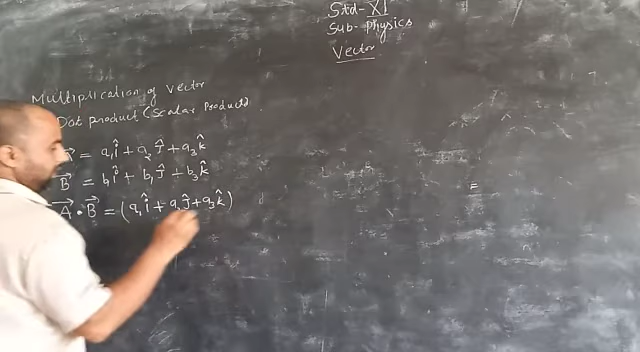 Std-XI
Sub-Physics
Vector
Multiplication of Vector
Dot product (Scalar Product)
A⃗ = a₁î + a₂ĵ + a₃k̂
B⃗ = b₁î + b₂ĵ + b₃k̂
A⃗ · B⃗ = (a₁î + a₂ĵ + a₃k̂)
=